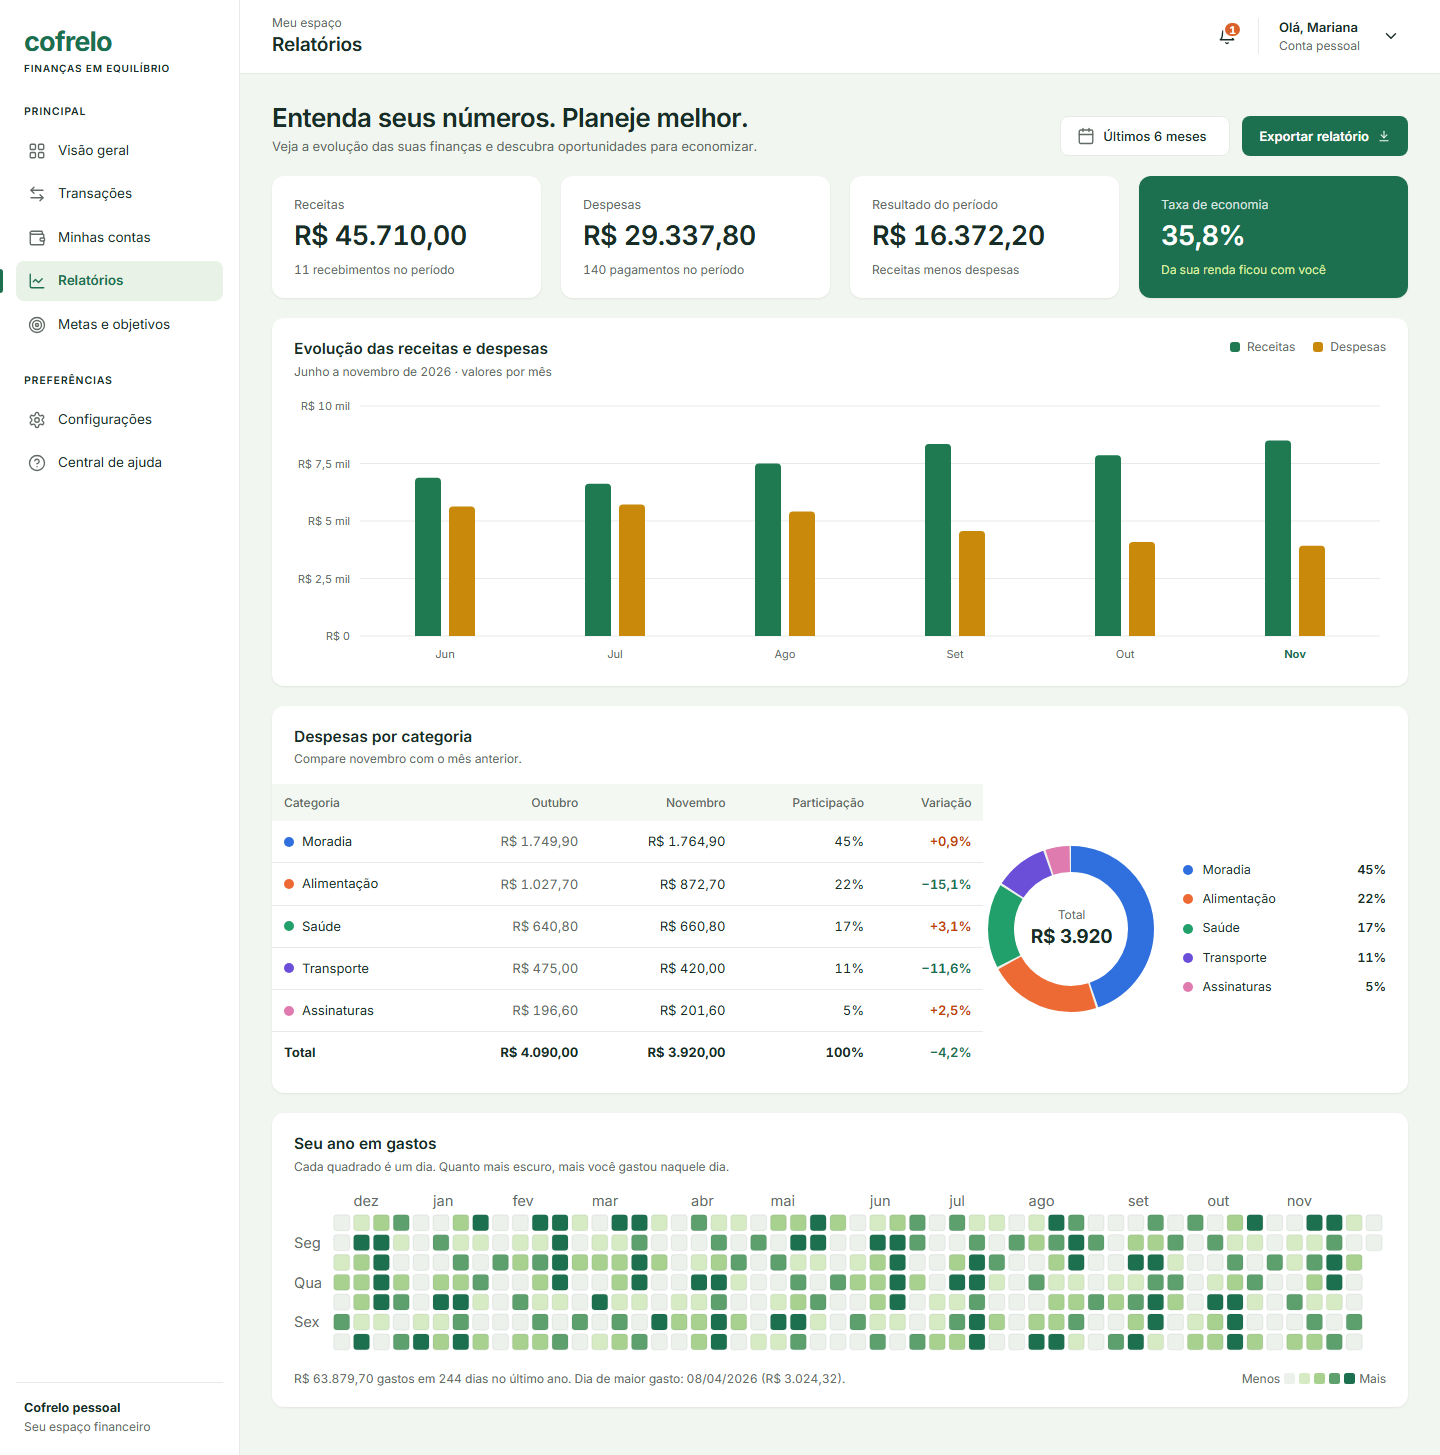 cofrelo
FINANÇAS EM EQUILÍBRIO
PRINCIPAL
Visão geral
Transações
Minhas contas
Relatórios
Metas e objetivos
PREFERÊNCIAS
Configurações
Central de ajuda
Cofrelo pessoal
Seu espaço financeiro
Meu espaço
Relatórios
1
Olá, Mariana
Conta pessoal
Entenda seus números. Planeje melhor.
Veja a evolução das suas finanças e descubra oportunidades para economizar.
Últimos 6 meses
Exportar relatório
Receitas
R$ 45.710,00
11 recebimentos no período
Despesas
R$ 29.337,80
140 pagamentos no período
Resultado do período
R$ 16.372,20
Receitas menos despesas
Taxa de economia
35,8%
Da sua renda ficou com você
Evolução das receitas e despesas
Junho a novembro de 2026 · valores por mês
Receitas Despesas
R$ 10 mil
R$ 7,5 mil
R$ 5 mil
R$ 2,5 mil
R$ 0
Jun Jul Ago Set Out Nov
Despesas por categoria
Compare novembro com o mês anterior.
Categoria Outubro Novembro Participação Variação
Moradia R$ 1.749,90 R$ 1.764,90 45% +0,9%
Alimentação R$ 1.027,70 R$ 872,70 22% −15,1%
Saúde R$ 640,80 R$ 660,80 17% +3,1%
Transporte R$ 475,00 R$ 420,00 11% −11,6%
Assinaturas R$ 196,60 R$ 201,60 5% +2,5%
Total R$ 4.090,00 R$ 3.920,00 100% −4,2%
Total
R$ 3.920
Moradia 45%
Alimentação 22%
Saúde 17%
Transporte 11%
Assinaturas 5%
Seu ano em gastos
Cada quadrado é um dia. Quanto mais escuro, mais você gastou naquele dia.
dez jan fev mar abr mai jun jul ago set out nov
Seg
Qua
Sex
R$ 63.879,70 gastos em 244 dias no último ano. Dia de maior gasto: 08/04/2026 (R$ 3.024,32).
Menos Mais